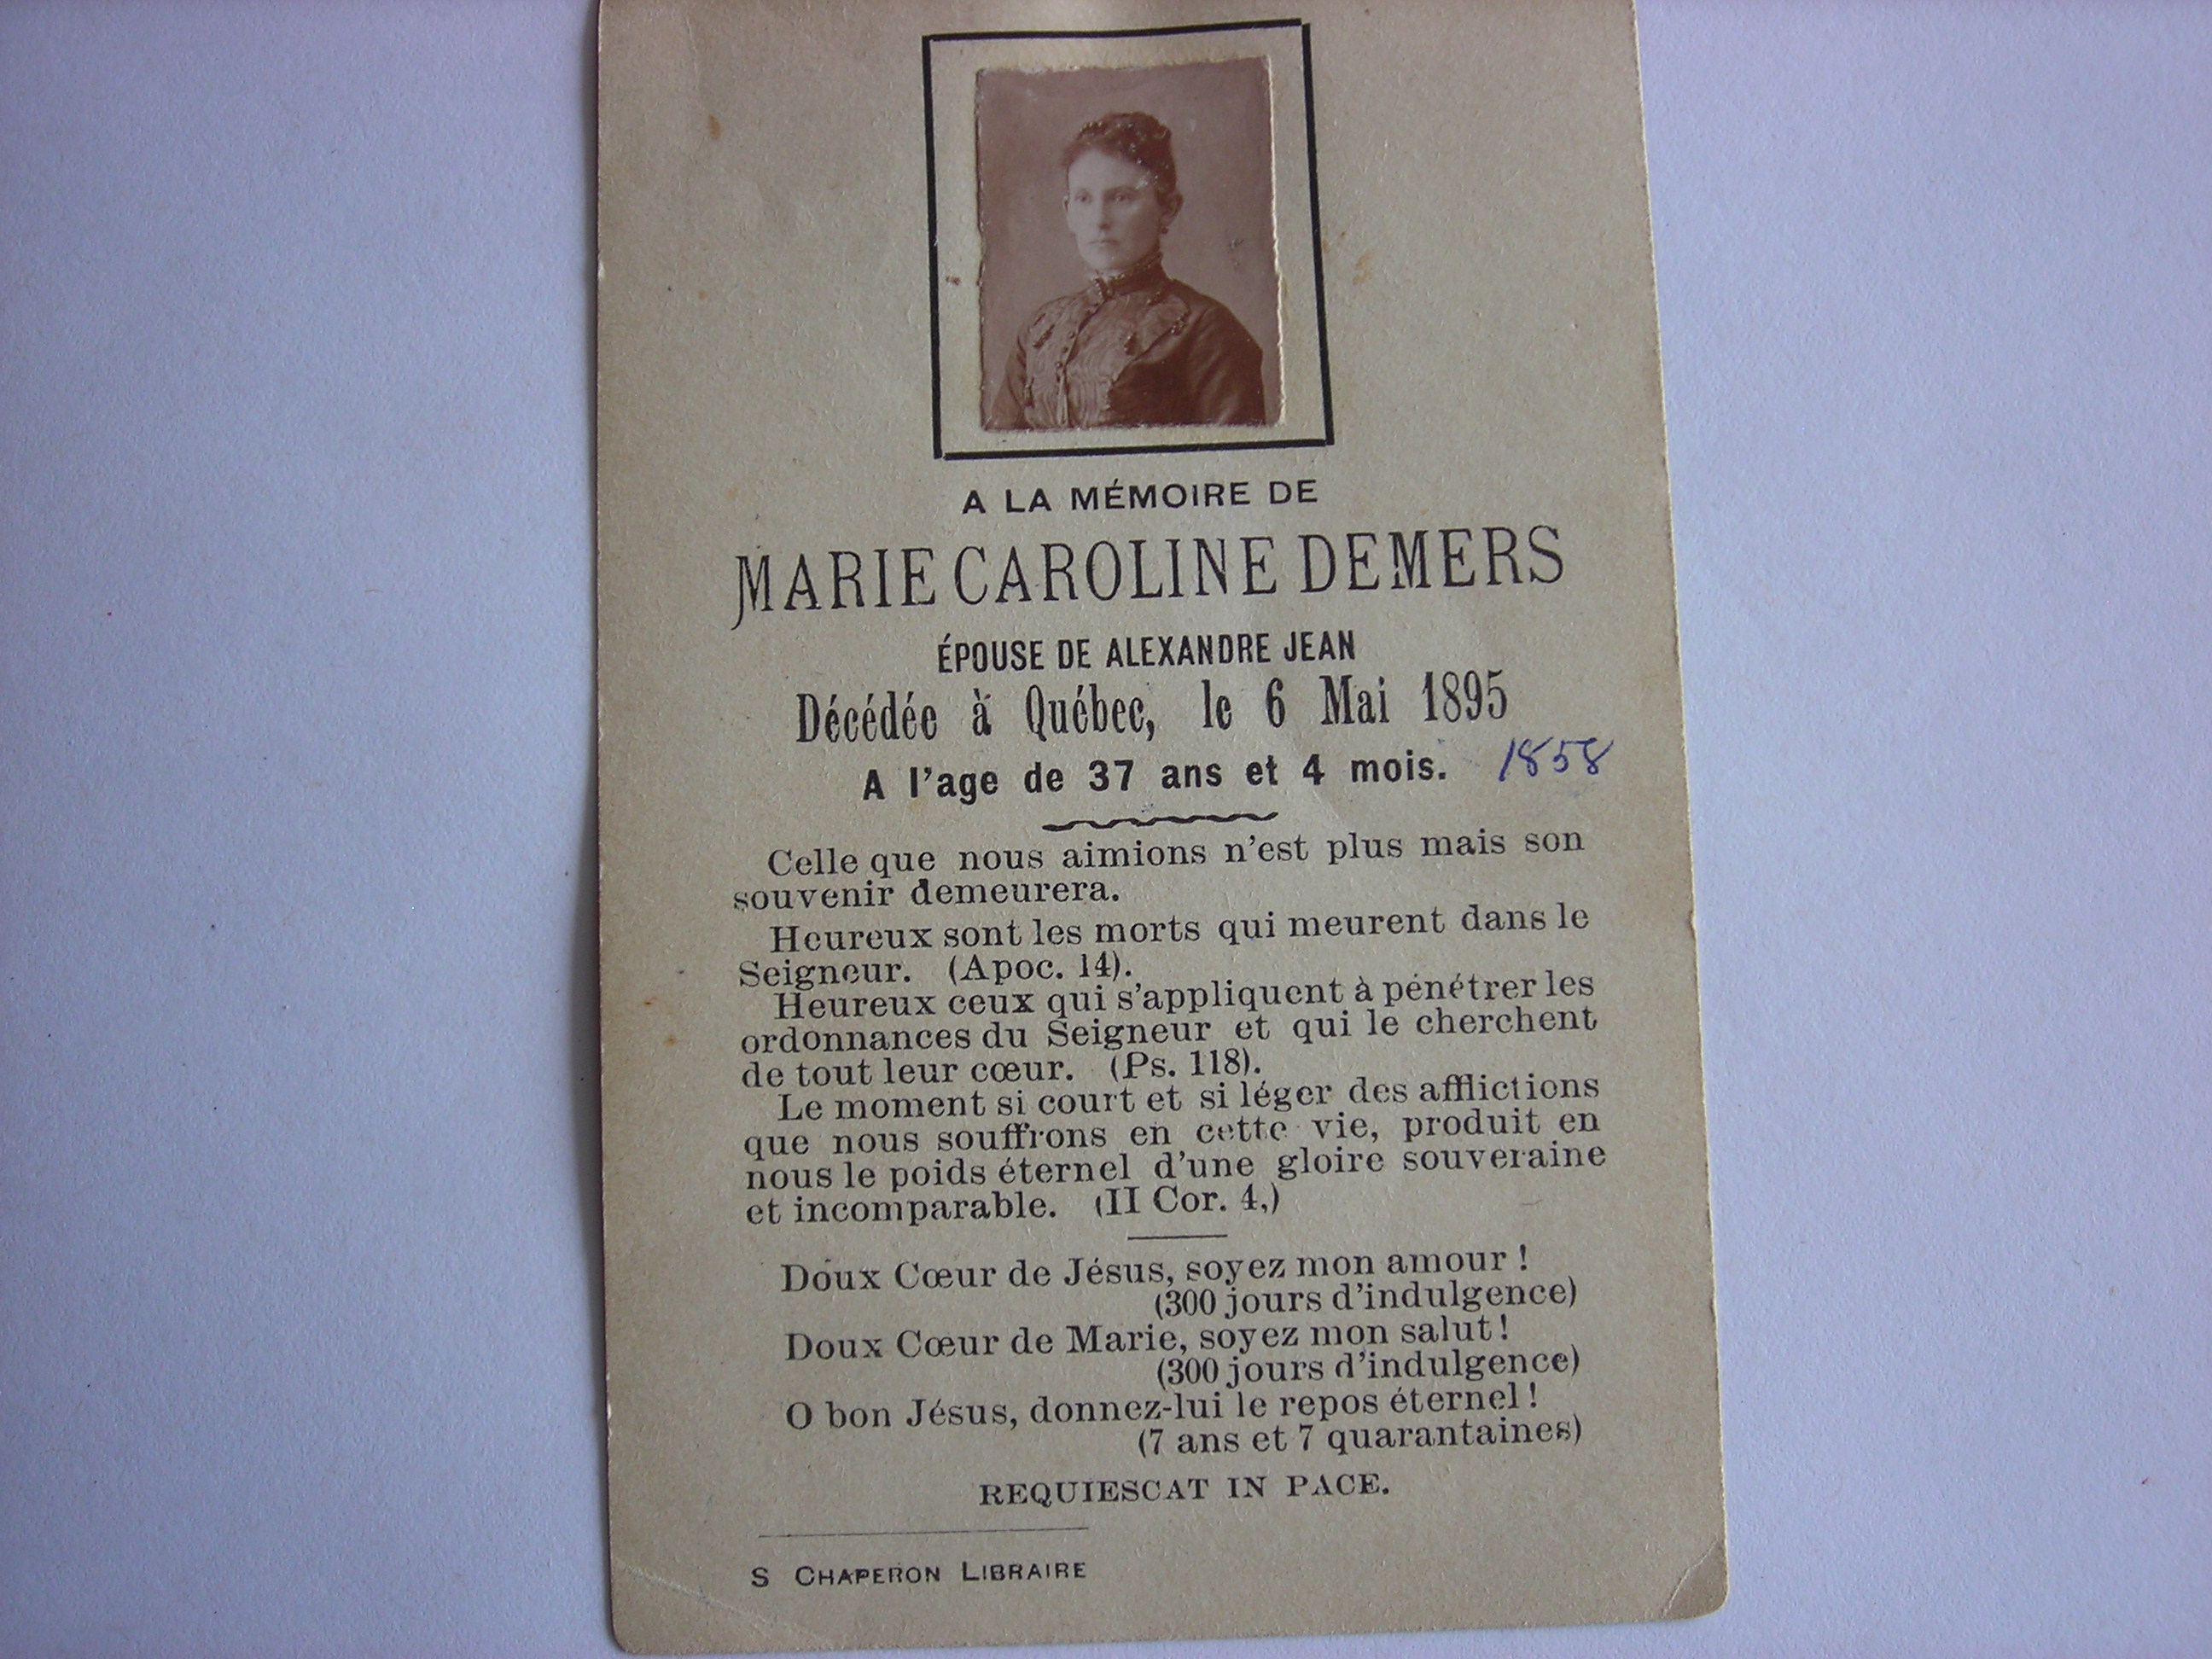 A LA MÉMOIRE DE
MARIE CAROLINE DEMERS
ÉPOUSE DE ALEXANDRE JEAN
Décédée à Québec, le 6 Mai 1895
A l'age de 37 ans et 4 mois. 1858
Celle que nous aimions n'est plus mais son
souvenir demeurera.
Heureux sont les morts qui meurent dans le
Seigneur. (Apoc. 14).
Heureux ceux qui s'appliquent à pénétrer les
ordonnances du Seigneur et qui le cherchent
de tout leur cœur. (Ps. 118).
Le moment si court et si léger des afflictions
que nous souffrons en cette vie, produit en
nous le poids éternel d'une gloire souveraine
et incomparable. (II Cor. 4,)
Doux Cœur de Jésus, soyez mon amour !
(300 jours d'indulgence)
Doux Cœur de Marie, soyez mon salut !
(300 jours d'indulgence)
O bon Jésus, donnez-lui le repos éternel !
(7 ans et 7 quarantaines)
REQUIESCAT IN PACE.
S CHAPERON LIBRAIRE